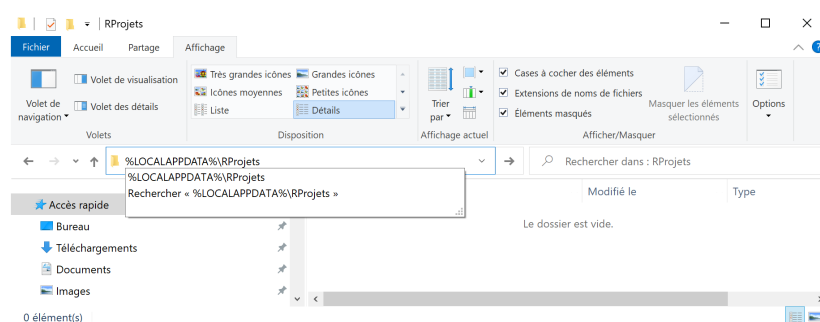 RProjets
Fichier Accueil Partage Affichage
Volet de navigation
Volet de visualisation
Volet des détails
Volets
Très grandes icônes Grandes icônes
Icônes moyennes Petites icônes
Liste Détails
Disposition
Trier par
Affichage actuel
Cases à cocher des éléments
Extensions de noms de fichiers
Éléments masqués
Masquer les éléments sélectionnés
Afficher/Masquer
Options
%LOCALAPPDATA%\RProjets
Rechercher dans : RProjets
%LOCALAPPDATA%\RProjets
Rechercher « %LOCALAPPDATA%\RProjets »
Modifié le Type
Accès rapide
Le dossier est vide.
Bureau
Téléchargements
Documents
Images
0 élément(s)